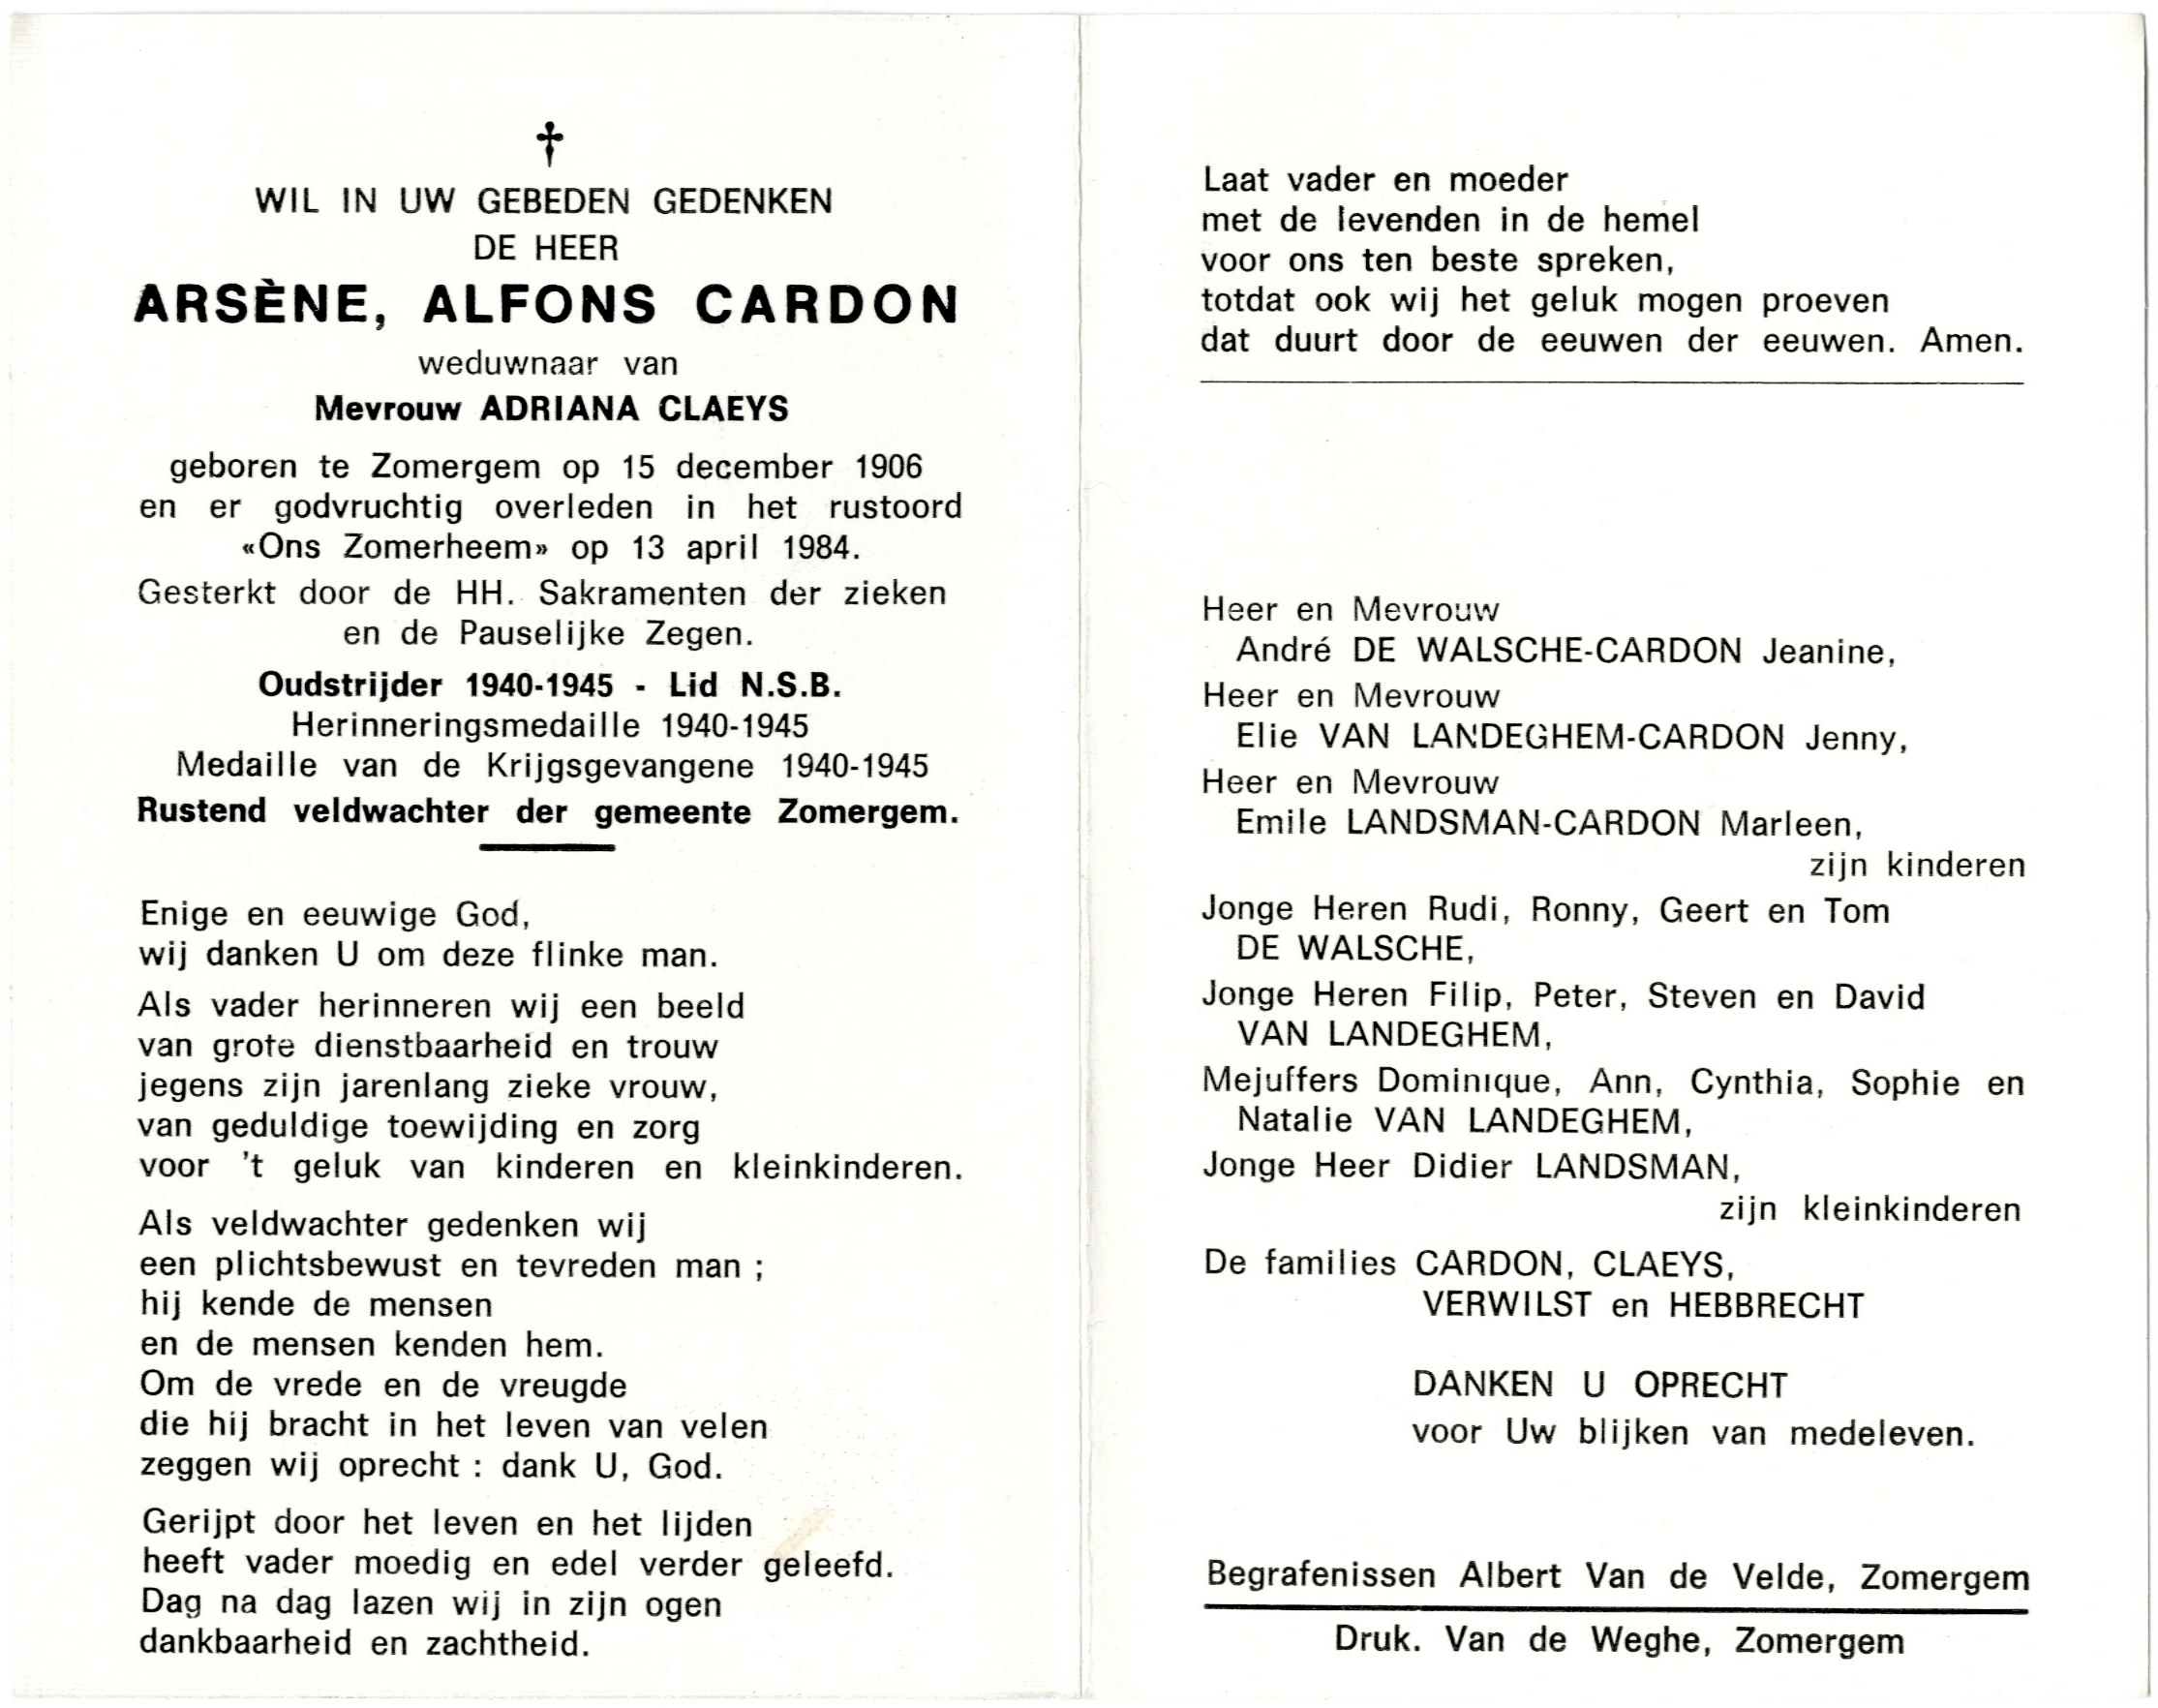 WIL IN UW GEBEDEN GEDENKEN
DE HEER
ARSÈNE, ALFONS CARDON
weduwnaar van
Mevrouw ADRIANA CLAEYS
geboren te Zomergem op 15 december 1906
en er godvruchtig overleden in het rustoord
«Ons Zomerheem» op 13 april 1984.
Gesterkt door de HH. Sakramenten der zieken
en de Pauselijke Zegen.
Oudstrijder 1940-1945 - Lid N.S.B.
Herinneringsmedaille 1940-1945
Medaille van de Krijgsgevangene 1940-1945
Rustend veldwachter der gemeente Zomergem.
Enige en eeuwige God,
wij danken U om deze flinke man.
Als vader herinneren wij een beeld
van grote dienstbaarheid en trouw
jegens zijn jarenlang zieke vrouw,
van geduldige toewijding en zorg
voor 't geluk van kinderen en kleinkinderen.
Als veldwachter gedenken wij
een plichtsbewust en tevreden man ;
hij kende de mensen
en de mensen kenden hem.
Om de vrede en de vreugde
die hij bracht in het leven van velen
zeggen wij oprecht : dank U, God.
Gerijpt door het leven en het lijden
heeft vader moedig en edel verder geleefd.
Dag na dag lazen wij in zijn ogen
dankbaarheid en zachtheid.
Laat vader en moeder
met de levenden in de hemel
voor ons ten beste spreken,
totdat ook wij het geluk mogen proeven
dat duurt door de eeuwen der eeuwen. Amen.
Heer en Mevrouw
André DE WALSCHE-CARDON Jeanine,
Heer en Mevrouw
Elie VAN LANDEGHEM-CARDON Jenny,
Heer en Mevrouw
Emile LANDSMAN-CARDON Marleen,
zijn kinderen
Jonge Heren Rudi, Ronny, Geert en Tom
DE WALSCHE,
Jonge Heren Filip, Peter, Steven en David
VAN LANDEGHEM,
Mejuffers Dominique, Ann, Cynthia, Sophie en
Natalie VAN LANDEGHEM,
Jonge Heer Didier LANDSMAN,
zijn kleinkinderen
De families CARDON, CLAEYS,
VERWILST en HEBBRECHT
DANKEN U OPRECHT
voor Uw blijken van medeleven.
Begrafenissen Albert Van de Velde, Zomergem
Druk. Van de Weghe, Zomergem